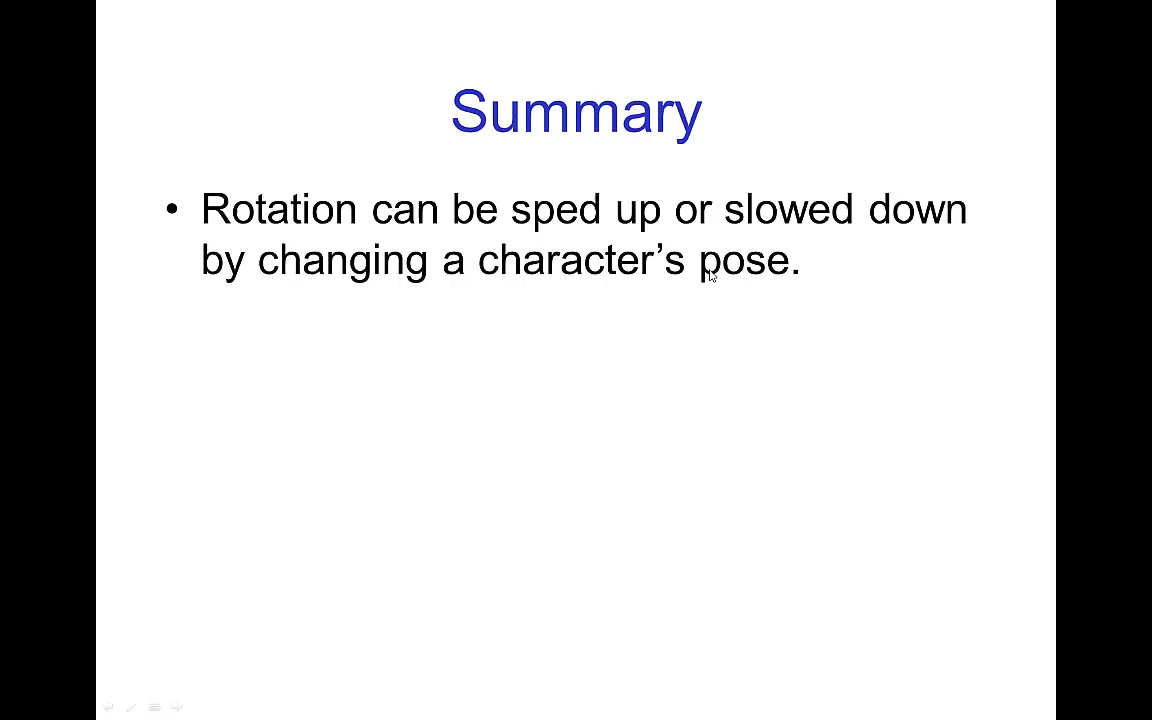 Summary
• Rotation can be sped up or slowed down
by changing a character’s pose.